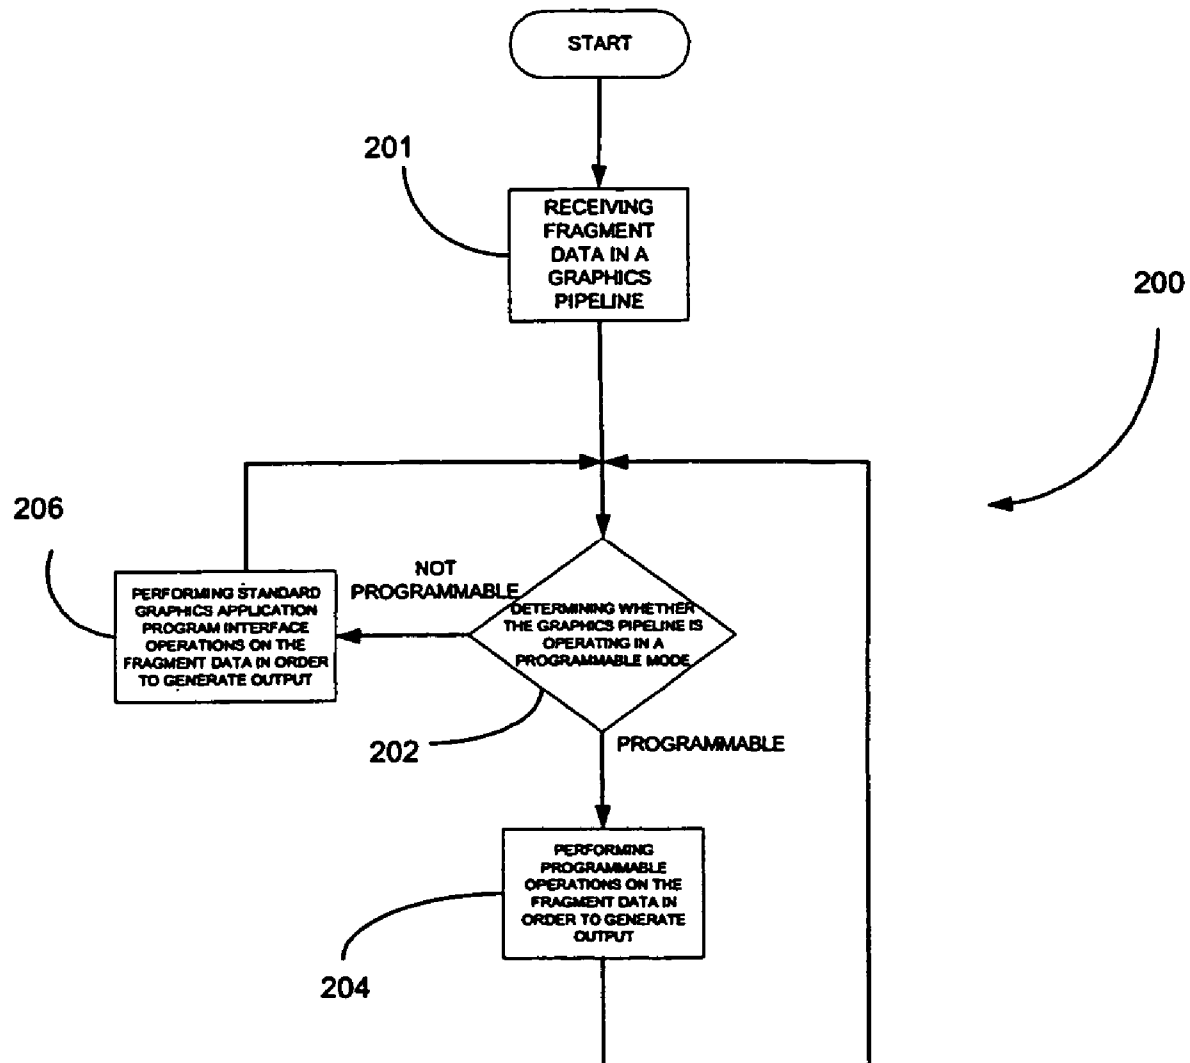 START
201
RECEIVING
FRAGMENT
DATA IN A
GRAPHICS
PIPELINE
200
206
NOT
PROGRAMMABLE
PERFORMING STANDARD
GRAPHICS APPLICATION
PROGRAM INTERFACE
OPERATIONS ON THE
FRAGMENT DATA IN ORDER
TO GENERATE OUTPUT
DETERMINING WHETHER
THE GRAPHICS PIPELINE IS
OPERATING IN A
PROGRAMMABLE MODE
202
PROGRAMMABLE
PERFORMING
PROGRAMMABLE
OPERATIONS ON THE
FRAGMENT DATA IN
ORDER TO GENERATE
OUTPUT
204